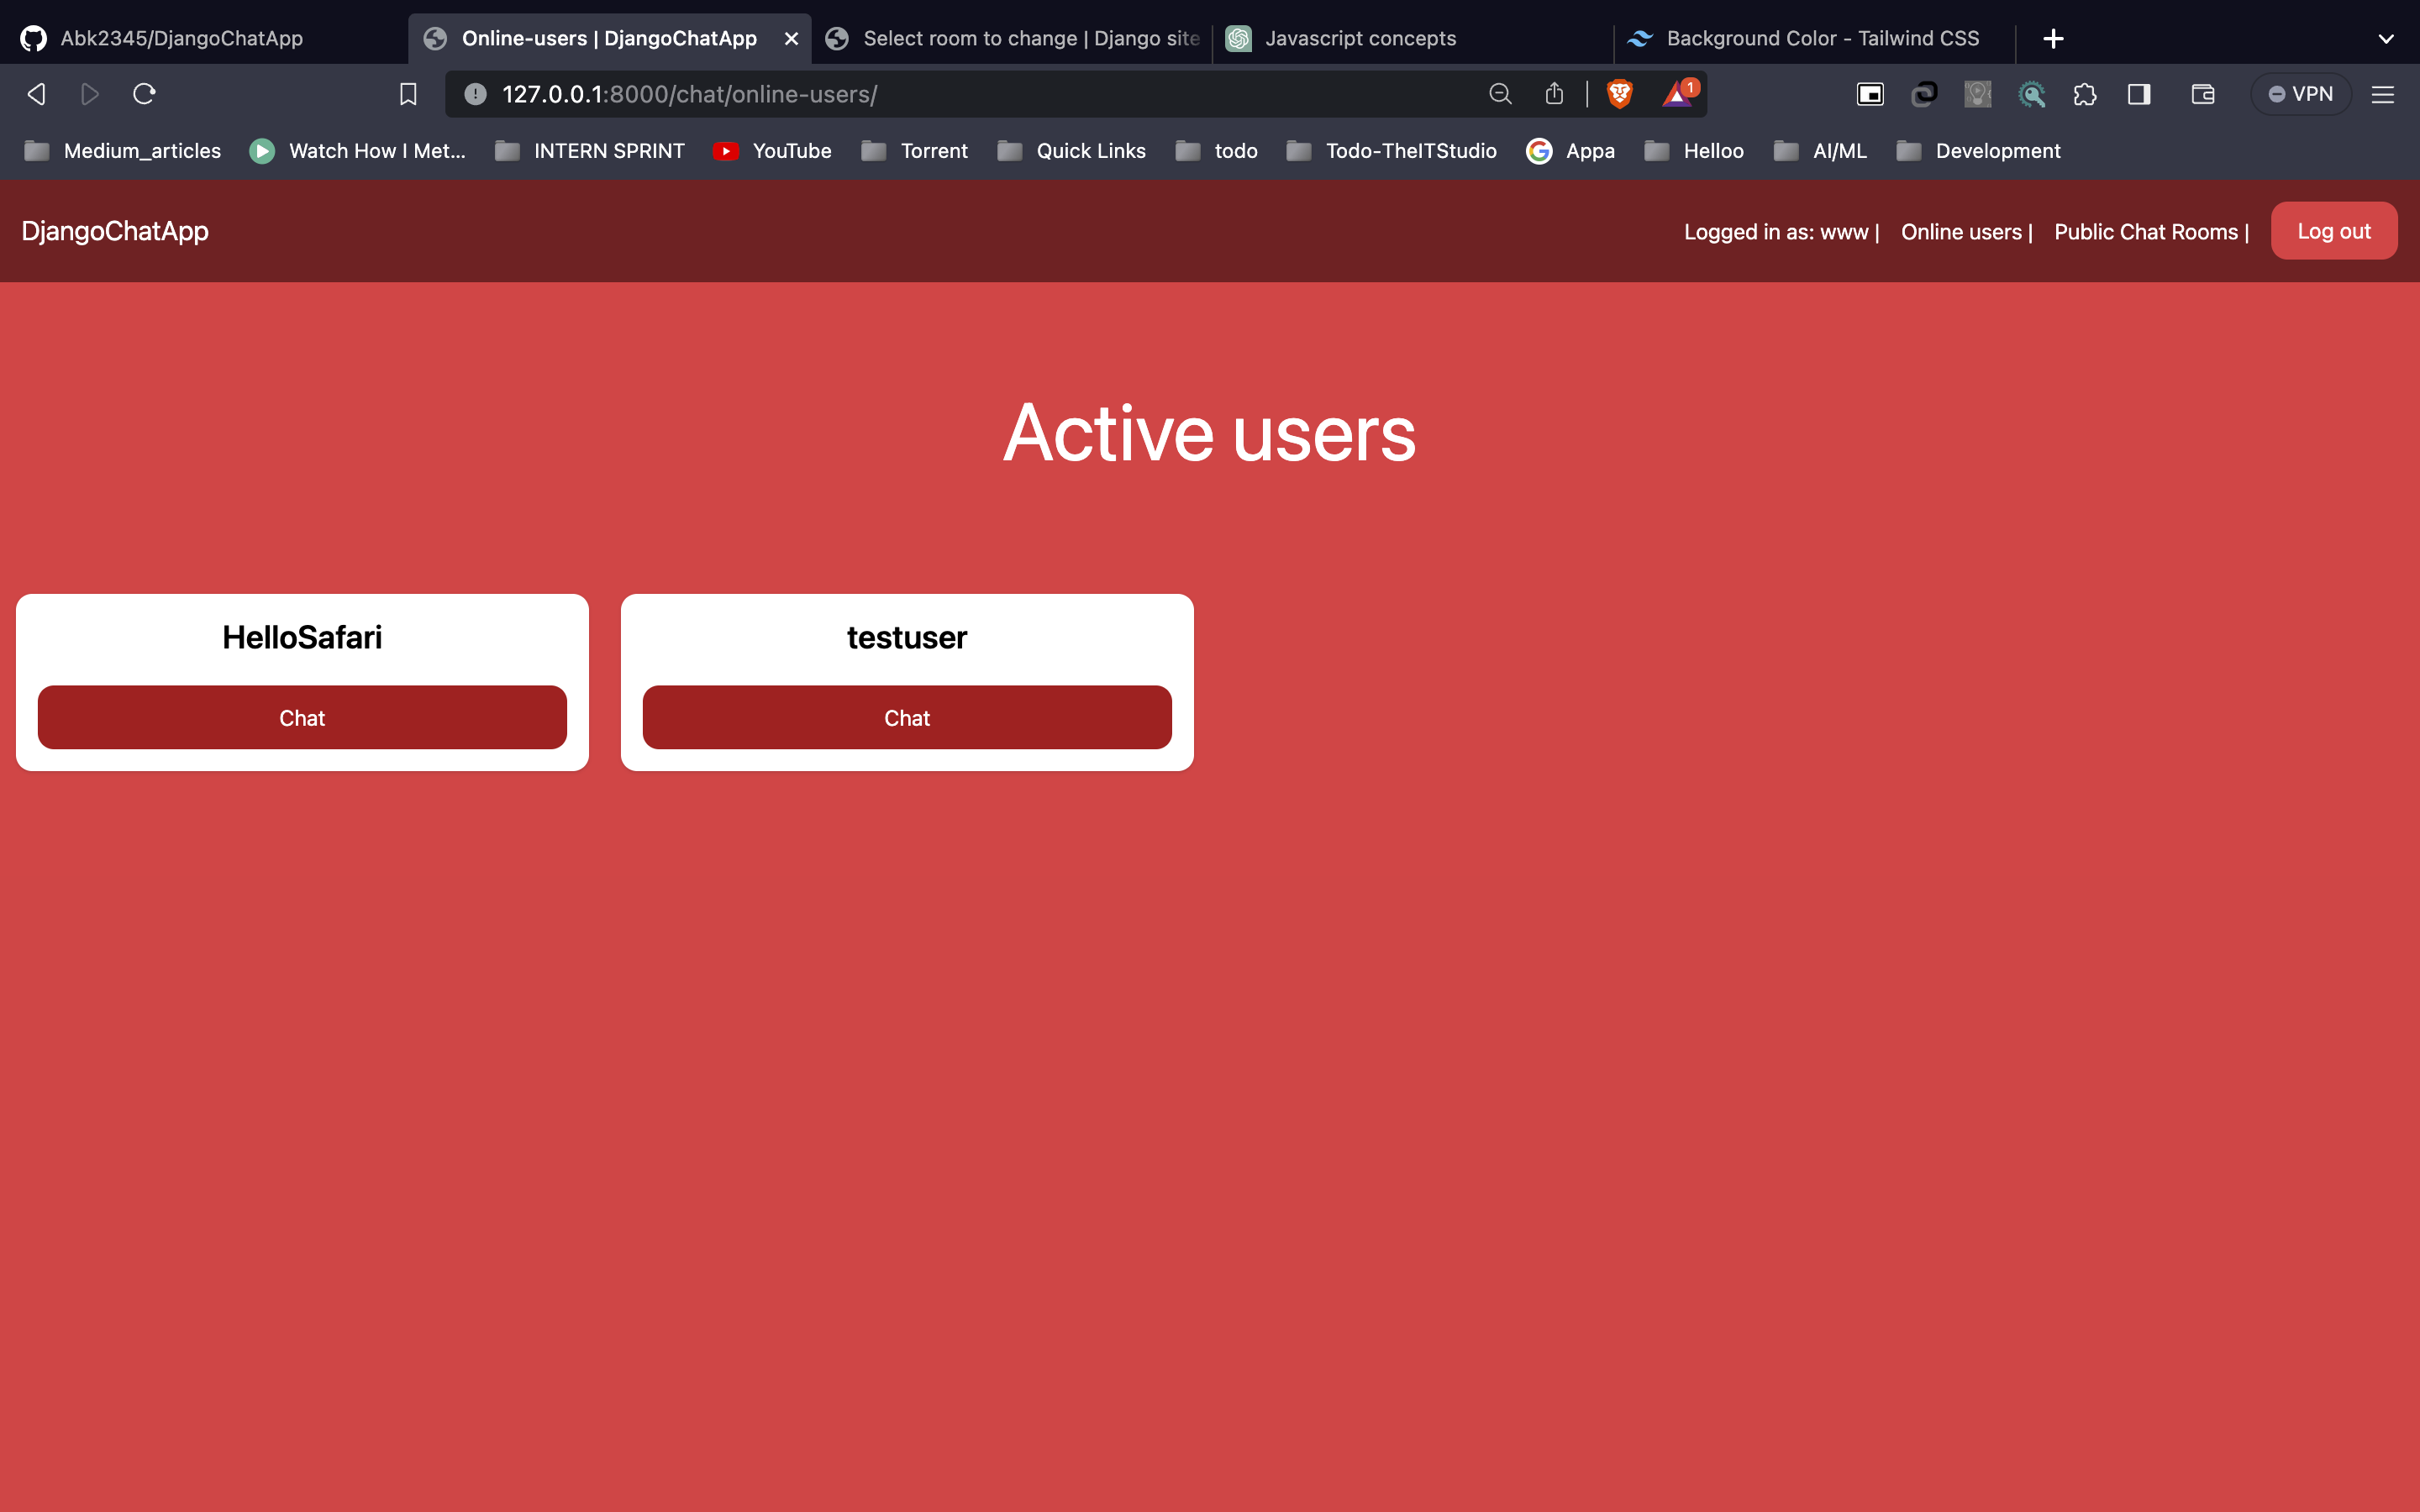 Abk2345/DjangoChatApp
Online-users | DjangoChatApp
Select room to change | Django site
Javascript concepts
Background Color - Tailwind CSS
127.0.0.1:8000/chat/online-users/
1
VPN
Medium_articles
Watch How I Met...
INTERN SPRINT
YouTube
Torrent
Quick Links
todo
Todo-TheITStudio
Appa
Helloo
AI/ML
Development
DjangoChatApp
Logged in as: www |
Online users |
Public Chat Rooms |
Log out
Active users
HelloSafari
testuser
Chat
Chat